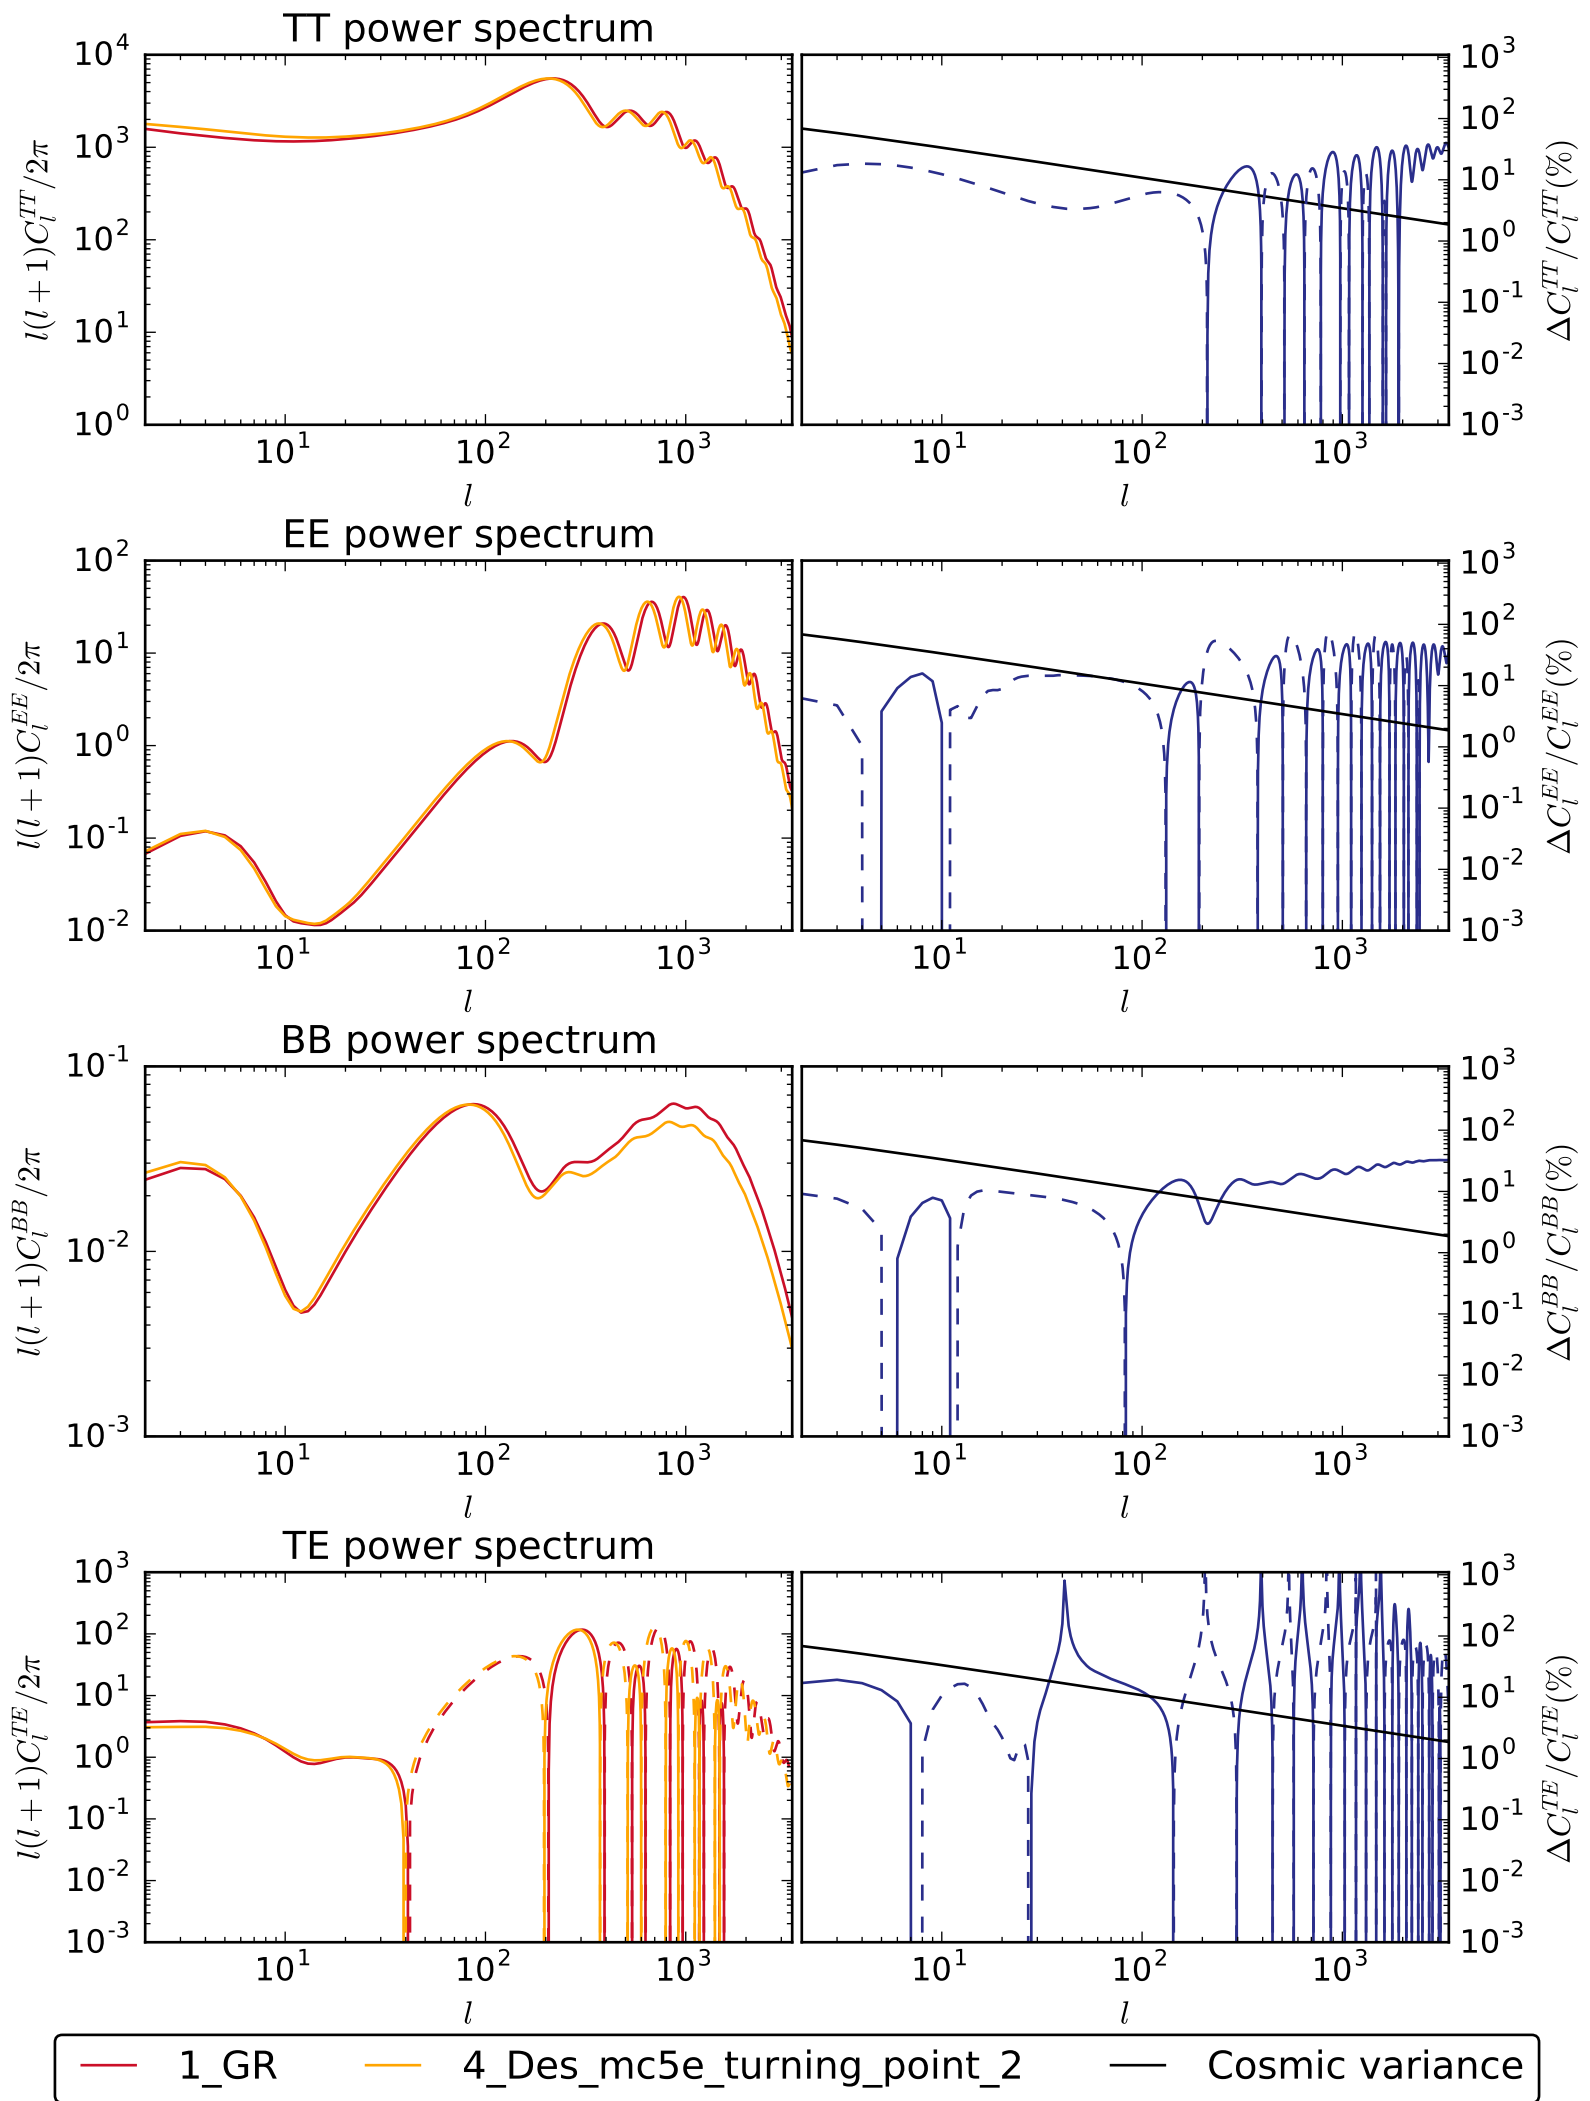 TT power spectrum
10^4
10^3
10^2
10^1
10^0
l(l+1)C_l^{TT}/2π
10^1 10^2 10^3
l
10^3
10^2
10^1
10^0
10^-1
10^-2
10^-3
ΔC_l^{TT}/C_l^{TT}(%)
10^1 10^2 10^3
l
EE power spectrum
10^2
10^1
10^0
10^-1
10^-2
l(l+1)C_l^{EE}/2π
10^1 10^2 10^3
l
10^3
10^2
10^1
10^0
10^-1
10^-2
10^-3
ΔC_l^{EE}/C_l^{EE}(%)
10^1 10^2 10^3
l
BB power spectrum
10^-1
10^-2
10^-3
l(l+1)C_l^{BB}/2π
10^1 10^2 10^3
l
10^3
10^2
10^1
10^0
10^-1
10^-2
10^-3
ΔC_l^{BB}/C_l^{BB}(%)
10^1 10^2 10^3
l
TE power spectrum
10^3
10^2
10^1
10^0
10^-1
10^-2
10^-3
l(l+1)C_l^{TE}/2π
10^1 10^2 10^3
l
10^3
10^2
10^1
10^0
10^-1
10^-2
10^-3
ΔC_l^{TE}/C_l^{TE}(%)
10^1 10^2 10^3
l
1_GR 4_Des_mc5e_turning_point_2 Cosmic variance